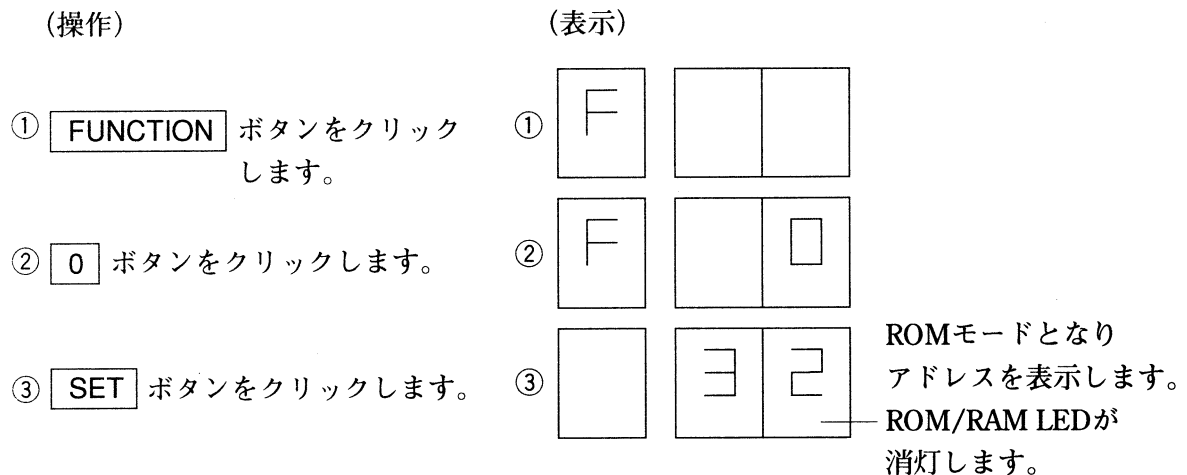 (操作)
(表示)
① FUNCTION ボタンをクリック
します。
① F
② 0 ボタンをクリックします。
② F 0
③ SET ボタンをクリックします。
③ 32
ROMモードとなり
アドレスを表示します。
ROM/RAM LEDが
消灯します。